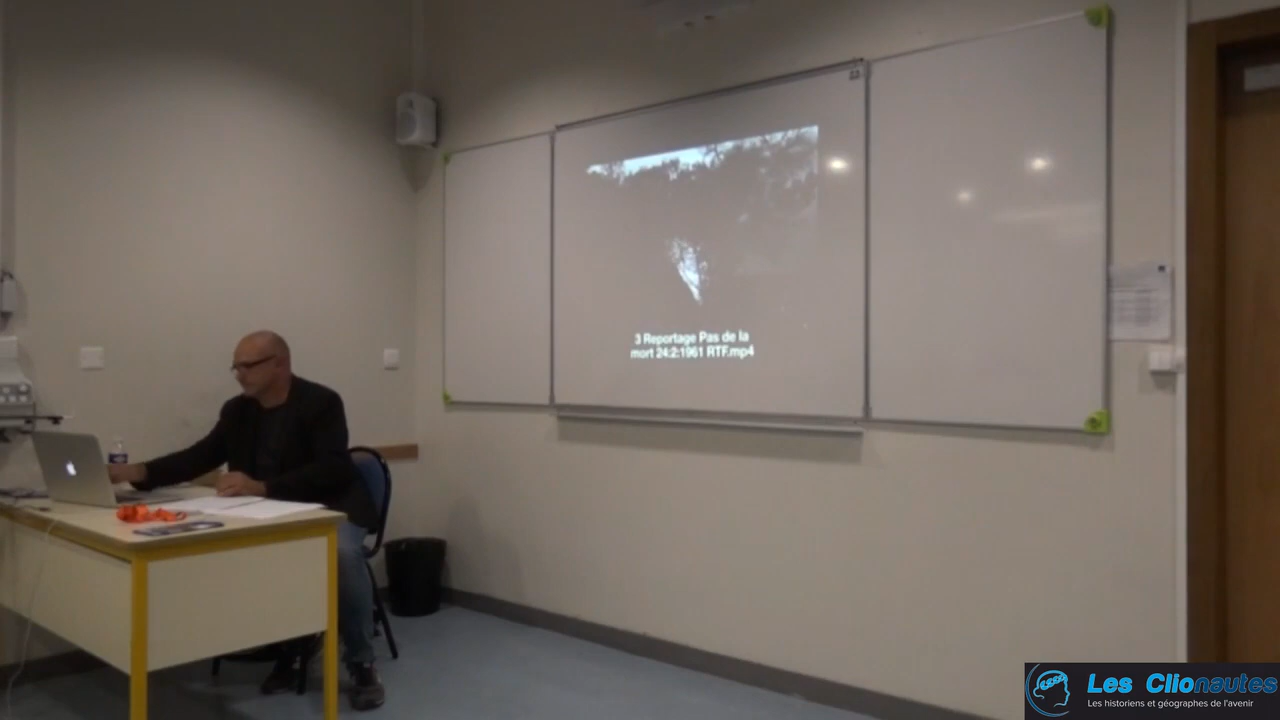 3 Reportage Pas de la
mort 24:2:1961 RTF.mp4
Les Clionautes
Les historiens et géographes de l'avenir